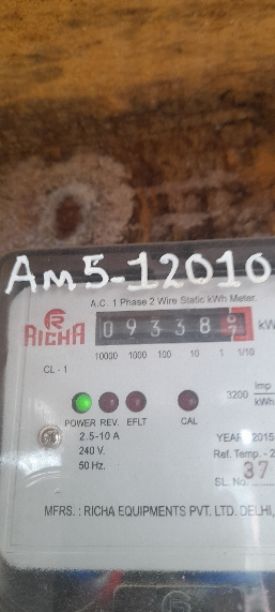 Am5-12010
A.C. 1 Phase 2 Wire Static kWh Meter.
R
RICHA
09338
10000 1000 100 10 1 1/10
CL - 1
3200 Imp
kWh
POWER REV. EFLT CAL
2.5-10 A
240 V.
50 Hz.
YEAR 2015
Ref. Temp. - 2
SL. No. 37
MFRS. : RICHA EQUIPMENTS PVT. LTD. DELHI,